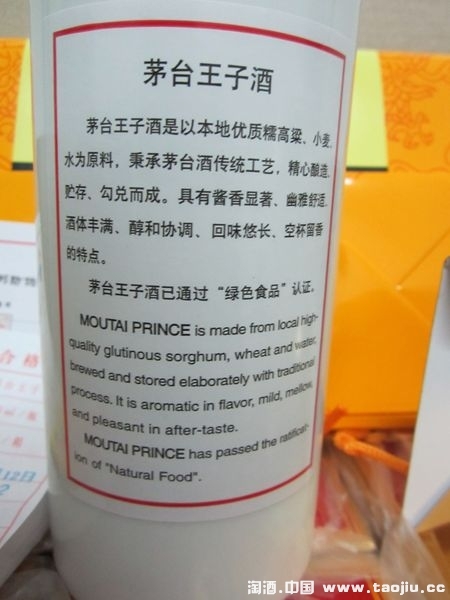 茅台王子酒
茅台王子酒是以本地优质糯高粱、小麦、
水为原料，秉承茅台酒传统工艺，精心酿造、
贮存、勾兑而成。具有酱香显著、幽雅舒适、
酒体丰满、醇和协调、回味悠长、空杯留香
的特点。
茅台王子酒已通过“绿色食品”认证。
MOUTAI PRINCE is made from local high-
quality glutinous sorghum, wheat and water,
brewed and stored elaborately with traditional
process. It is aromatic in flavor, mild, mellow,
and pleasant in after-taste.
MOUTAI PRINCE has passed the ratificat-
ion of "Natural Food".
合格
12日
淘酒.中国 www.taojiu.cc